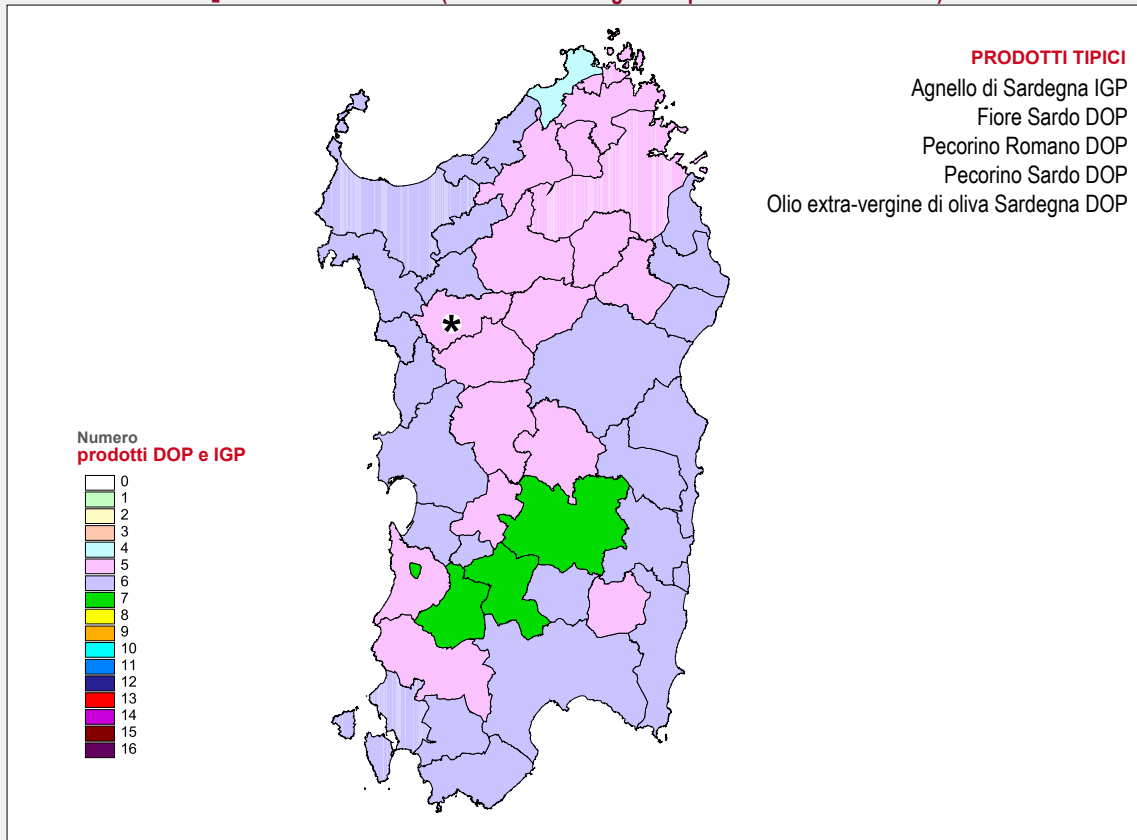 PRODOTTI TIPICI
Agnello di Sardegna IGP
Fiore Sardo DOP
Pecorino Romano DOP
Pecorino Sardo DOP
Olio extra-vergine di oliva Sardegna DOP
*
Numero
prodotti DOP e IGP
0
1
2
3
4
5
6
7
8
9
10
11
12
13
14
15
16